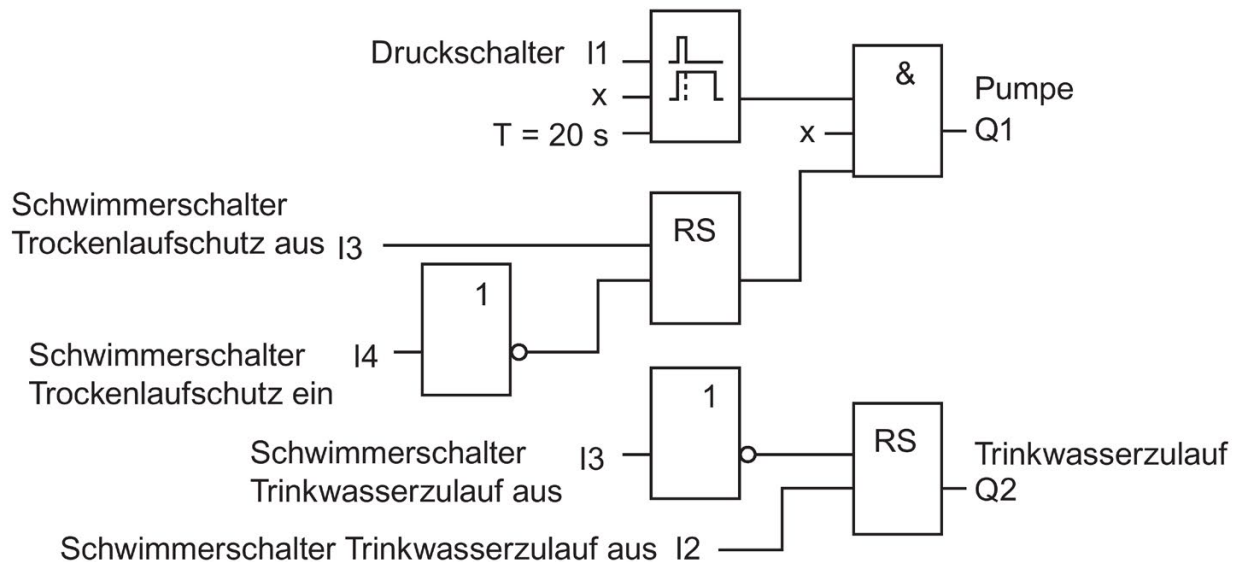 Druckschalter I1
x
T = 20 s
&
x
Pumpe
Q1
Schwimmerschalter
Trockenlaufschutz aus I3
RS
1
Schwimmerschalter I4
Trockenlaufschutz ein
1
Schwimmerschalter I3
Trinkwasserzulauf aus
RS
Trinkwasserzulauf
Q2
Schwimmerschalter Trinkwasserzulauf aus I2